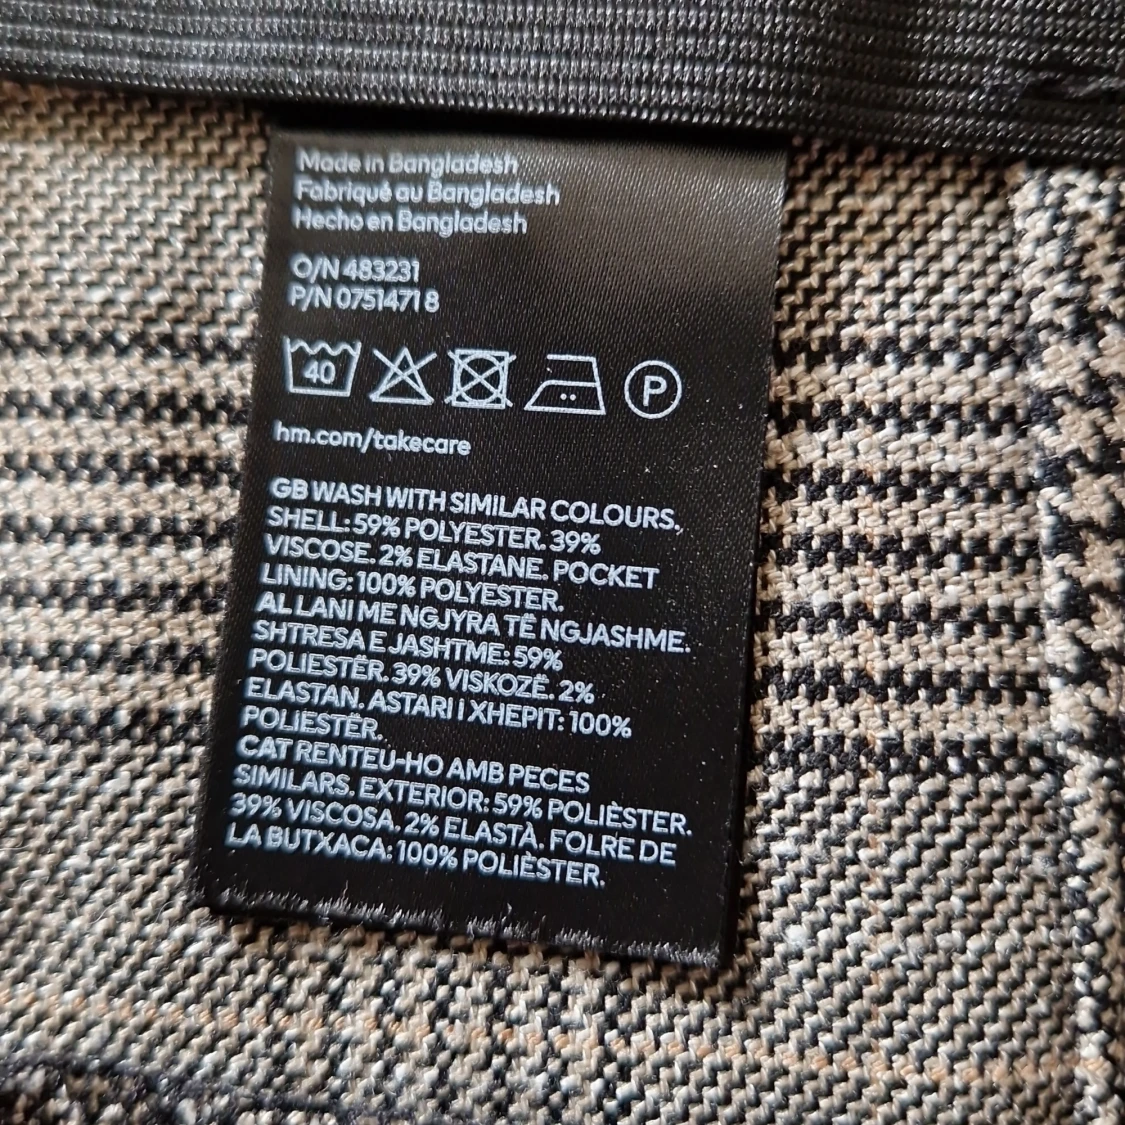 Made in Bangladesh
Fabriqué au Bangladesh
Hecho en Bangladesh
O/N 483231
P/N 0751471 8
40
P
hm.com/takecare
GB WASH WITH SIMILAR COLOURS.
SHELL: 59% POLYESTER. 39%
VISCOSE. 2% ELASTANE. POCKET
LINING: 100% POLYESTER.
AL LANI ME NGJYRA TË NGJASHME.
SHTRESA E JASHTME: 59%
POLIESTËR. 39% VISKOZË. 2%
ELASTAN. ASTARI I XHEPIT: 100%
POLIESTËR.
CAT RENTEU-HO AMB PECES
SIMILARS. EXTERIOR: 59% POLIÈSTER.
39% VISCOSA. 2% ELASTÀ. FOLRE DE
LA BUTXACA: 100% POLIÈSTER.